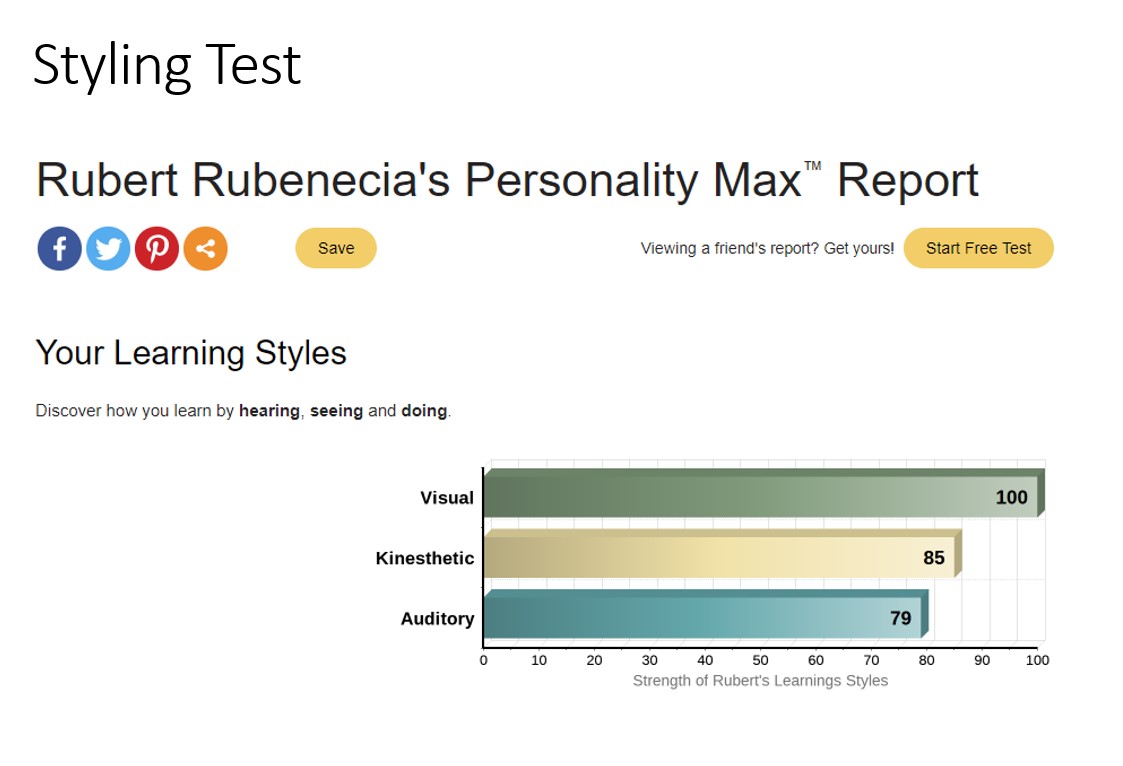 Styling Test
Rubert Rubenecia's Personality Max™ Report
Save
Viewing a friend's report? Get yours!
Start Free Test
Your Learning Styles
Discover how you learn by hearing, seeing and doing.
Visual 100
Kinesthetic 85
Auditory 79
0 10 20 30 40 50 60 70 80 90 100
Strength of Rubert's Learnings Styles